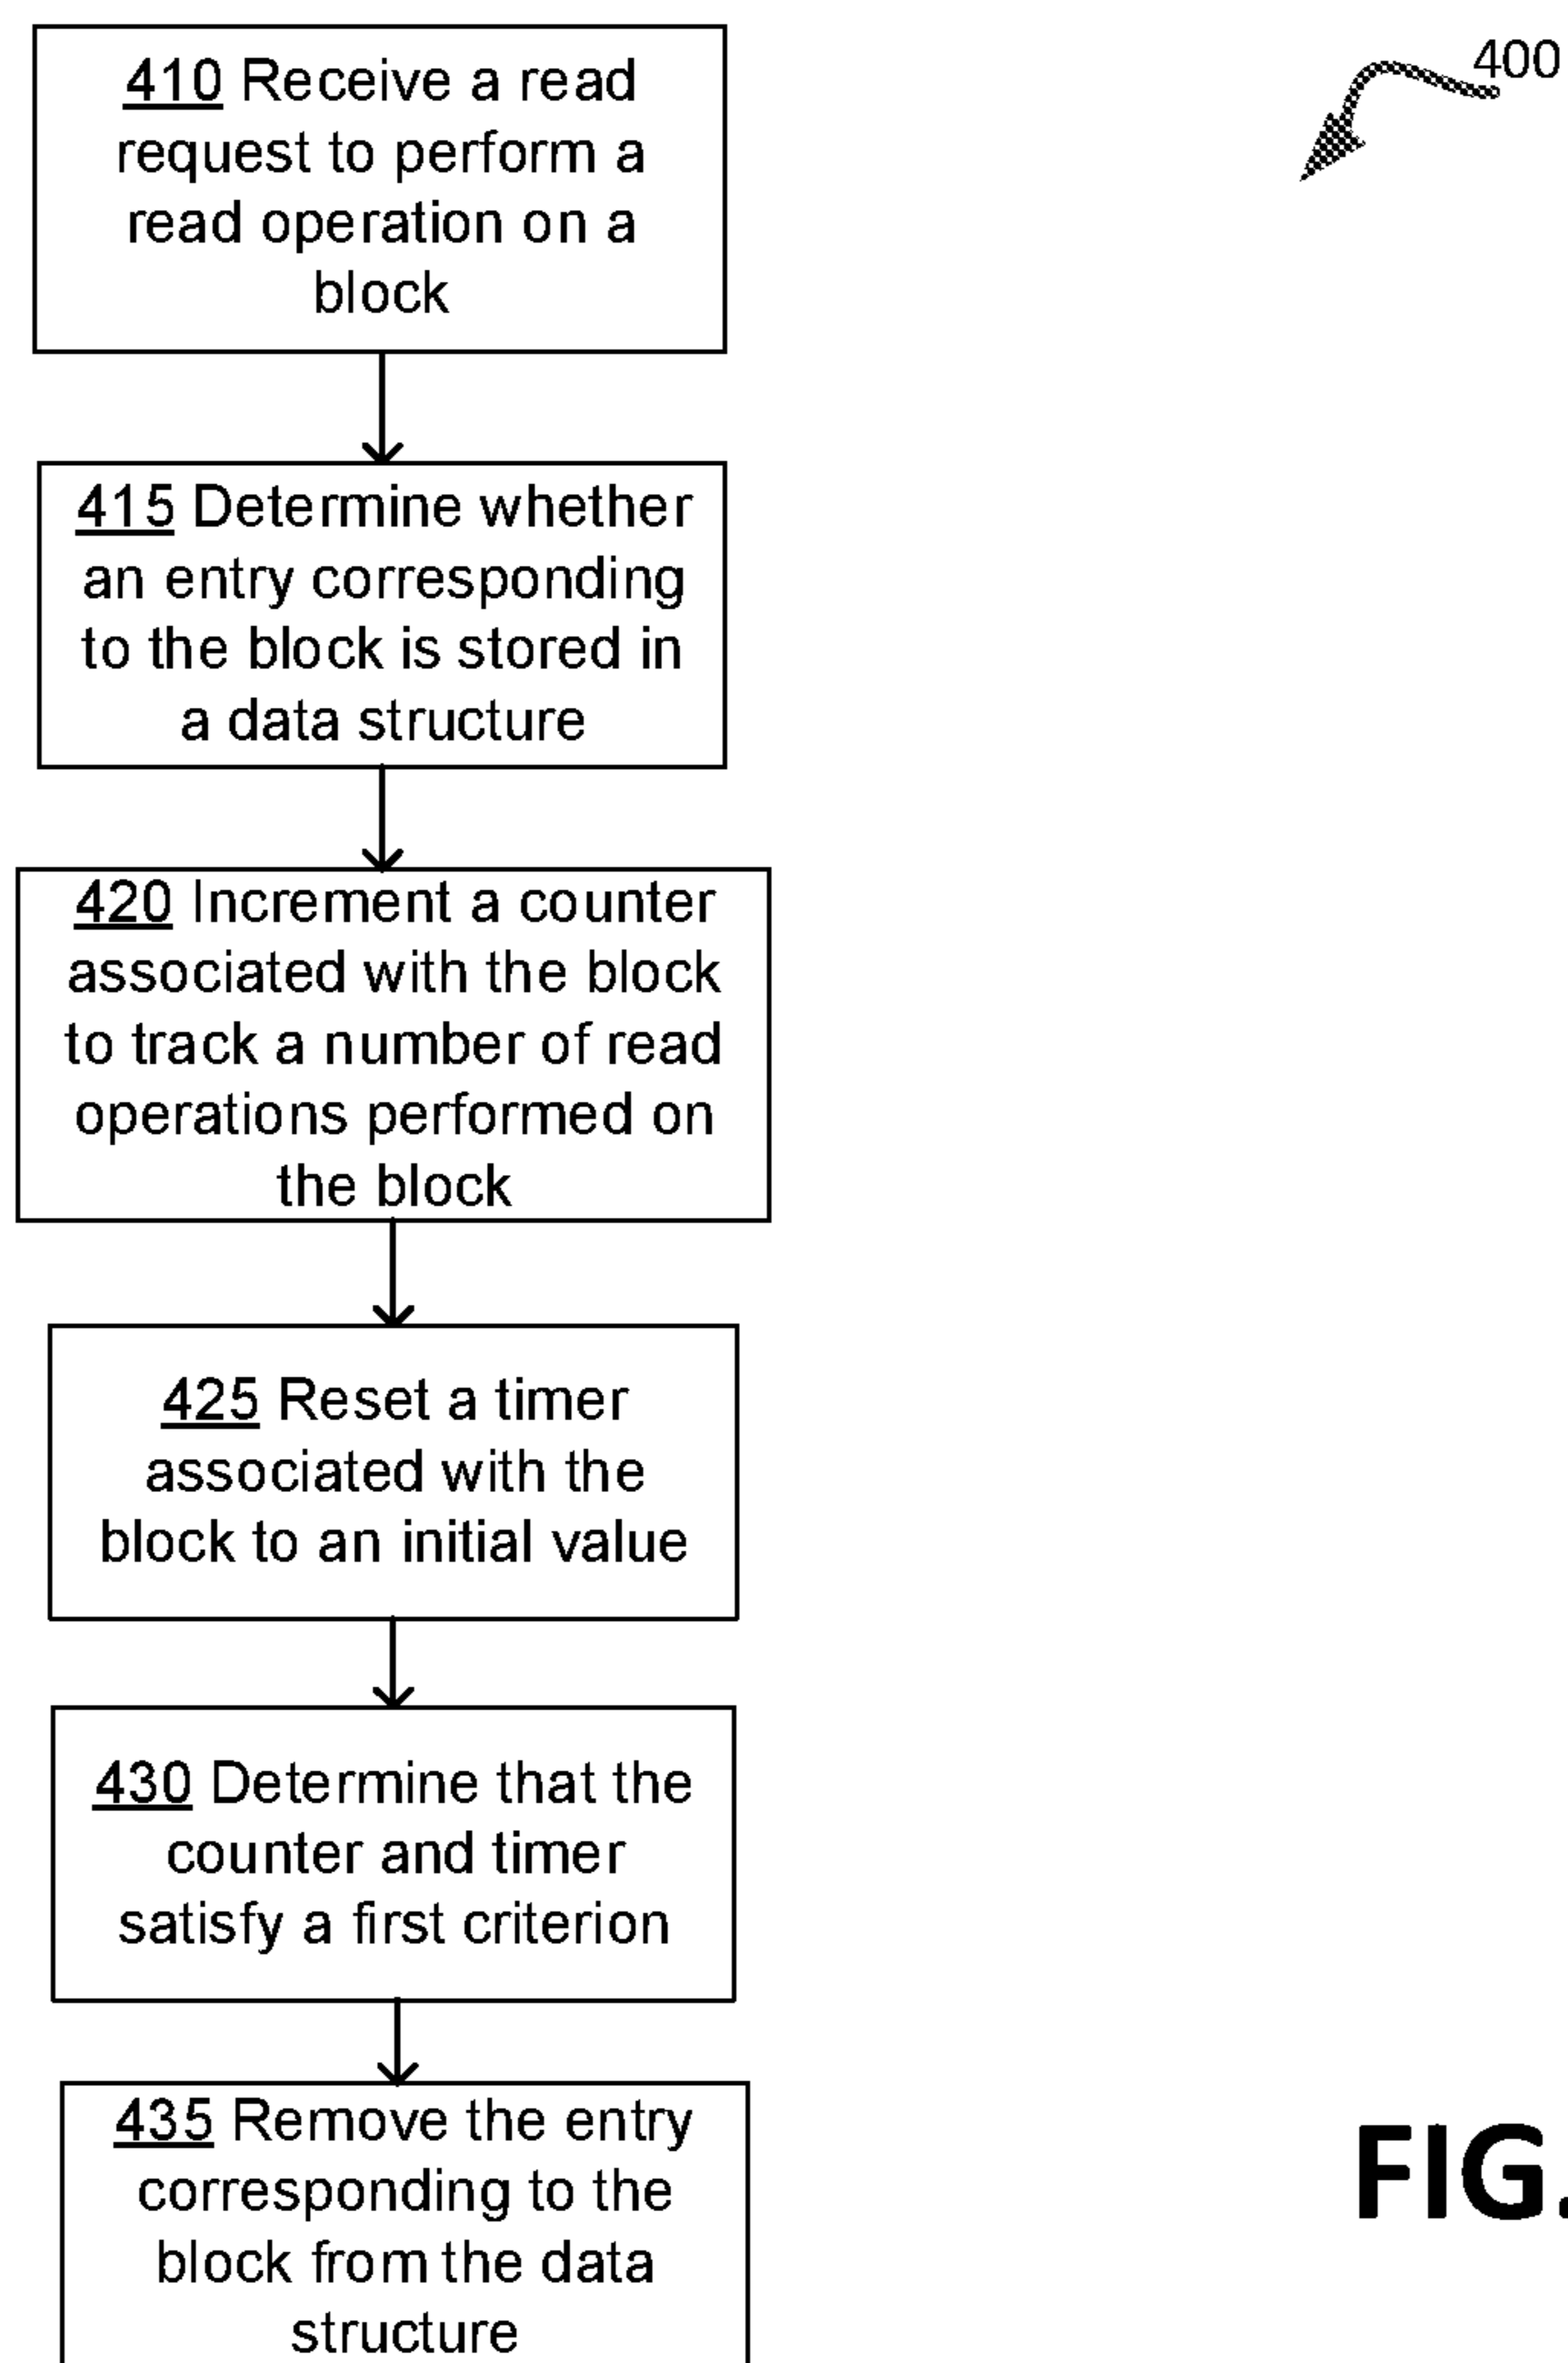 410 Receive a read
request to perform a
read operation on a
block
400
415 Determine whether
an entry corresponding
to the block is stored in
a data structure
420 Increment a counter
associated with the block
to track a number of read
operations performed on
the block
425 Reset a timer
associated with the
block to an initial value
430 Determine that the
counter and timer
satisfy a first criterion
435 Remove the entry
corresponding to the
block from the data
structure
FIG.